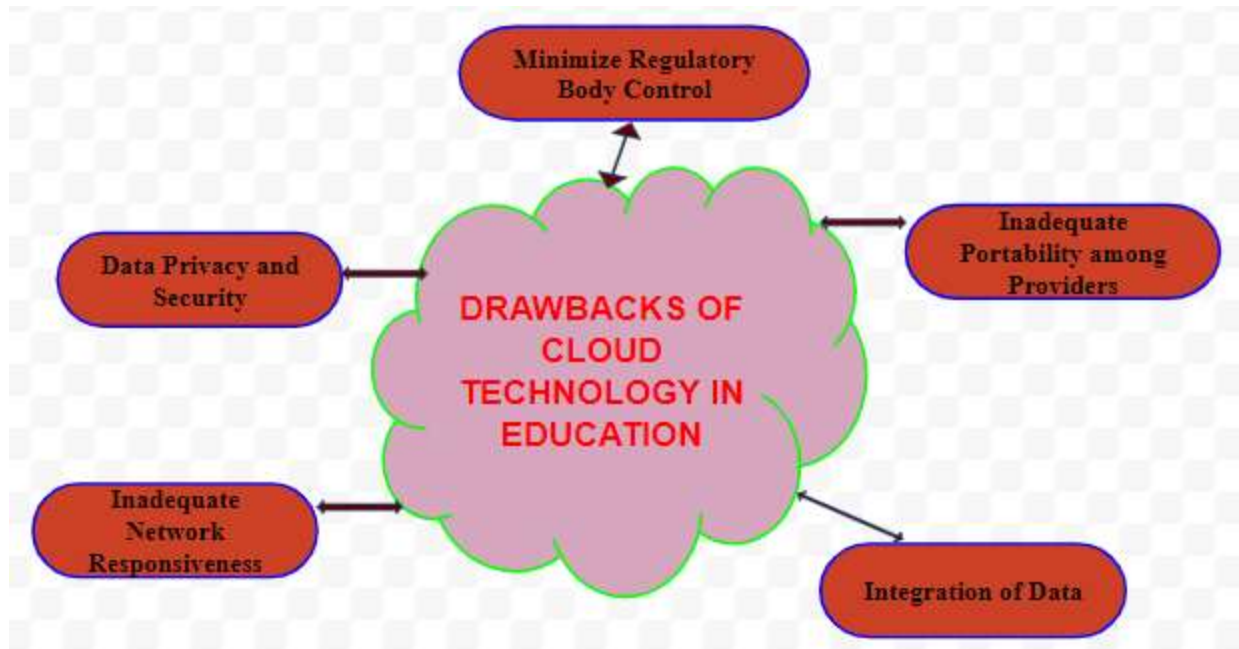 Minimize Regulatory
Body Control
Inadequate
Portability among
Providers
Data Privacy and
Security
DRAWBACKS OF
CLOUD
TECHNOLOGY IN
EDUCATION
Inadequate
Network
Responsiveness
Integration of Data